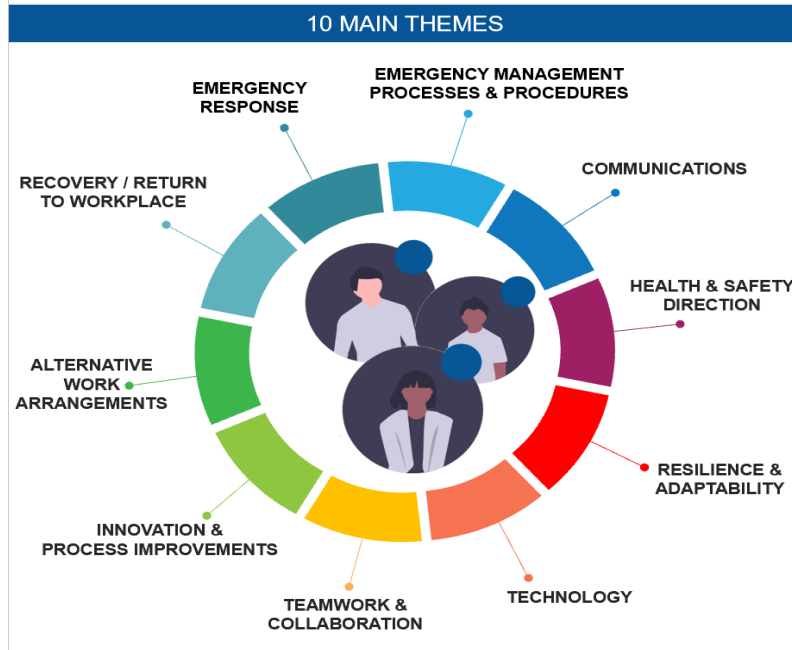 10 MAIN THEMES
EMERGENCY
RESPONSE
EMERGENCY MANAGEMENT
PROCESSES & PROCEDURES
COMMUNICATIONS
HEALTH & SAFETY
DIRECTION
RESILIENCE &
ADAPTABILITY
TECHNOLOGY
TEAMWORK &
COLLABORATION
INNOVATION &
PROCESS IMPROVEMENTS
ALTERNATIVE
WORK
ARRANGEMENTS
RECOVERY / RETURN
TO WORKPLACE